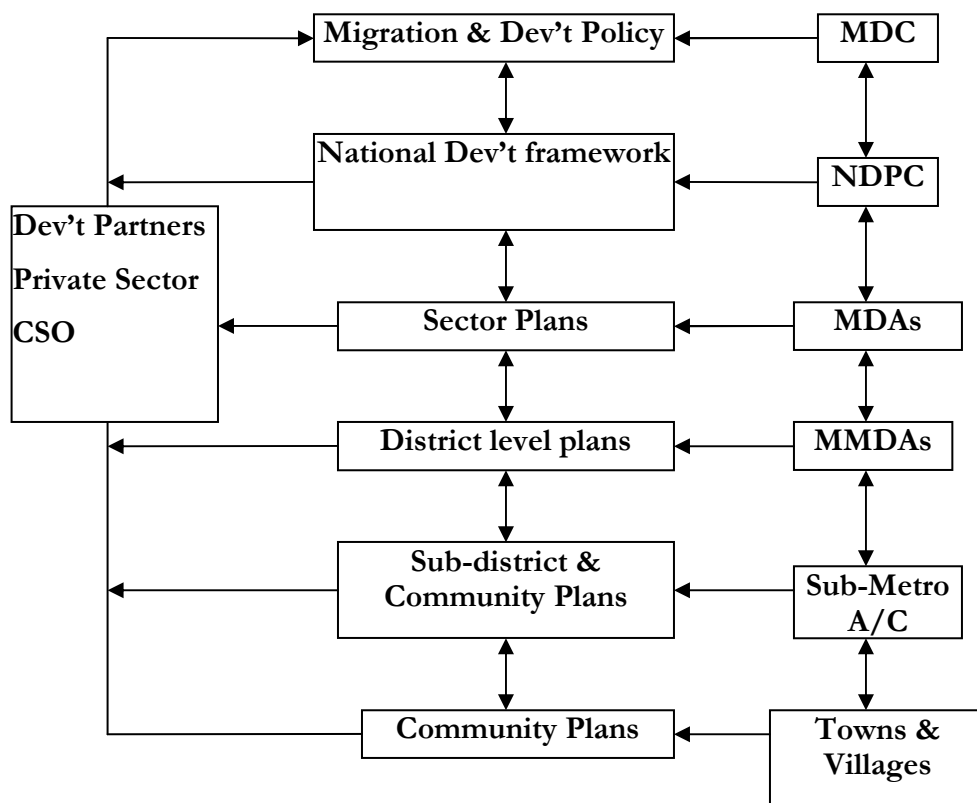 Migration & Dev't Policy
MDC
National Dev't framework
NDPC
Dev’t Partners
Private Sector
CSO
Sector Plans
MDAs
District level plans
MMDAs
Sub-district &
Community Plans
Sub-Metro
A/C
Community Plans
Towns &
Villages